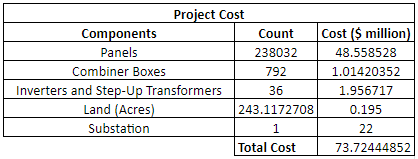 Project Cost
Components Count Cost ($ million)
Panels 238032 48.558528
Combiner Boxes 792 1.01420352
Inverters and Step-Up Transformers 36 1.956717
Land (Acres) 243.1172708 0.195
Substation 1 22
Total Cost 73.72444852